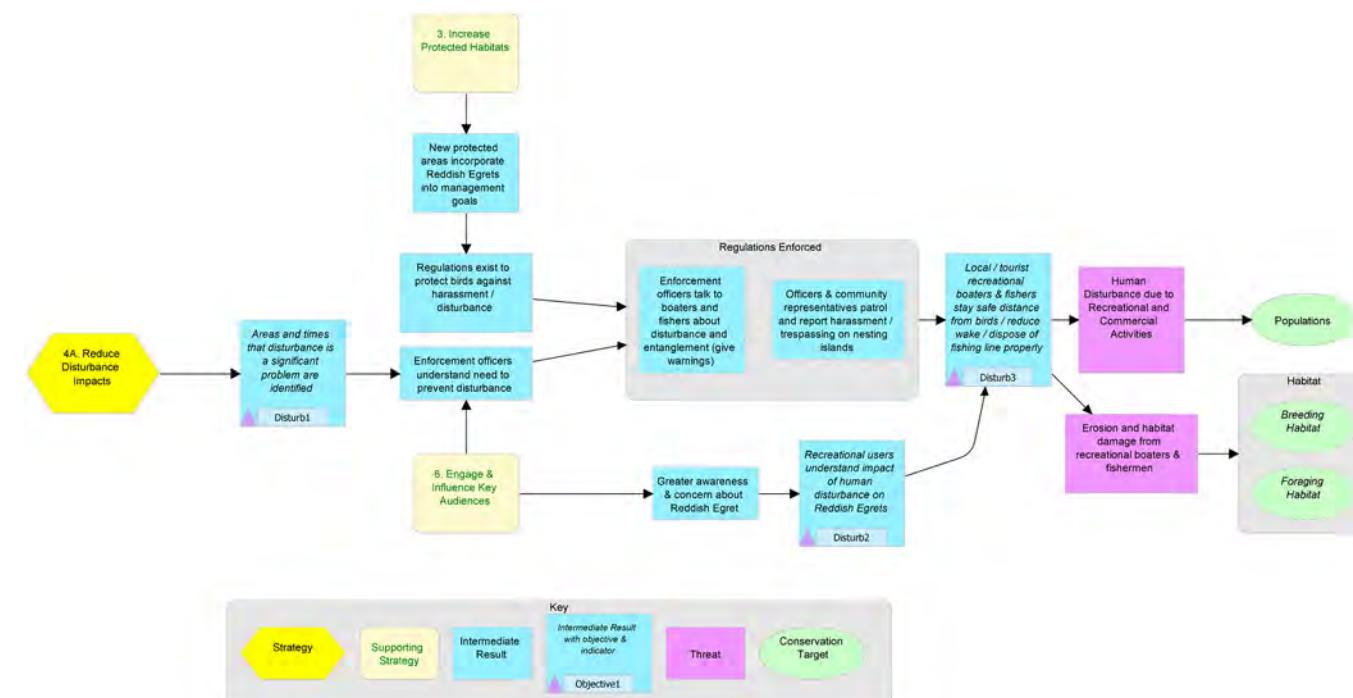 3. Increase
Protected Habitats
New protected
areas incorporate
Reddish Egrets
into management
goals
Regulations exist to
protect birds against
harassment /
disturbance
4A. Reduce
Disturbance
Impacts
Areas and times
that disturbance is
a significant
problem are
identified
Disturb1
Enforcement officers
understand need to
prevent disturbance
6. Engage &
Influence Key
Audiences
Regulations Enforced
Enforcement
officers talk to
boaters and
fishers about
disturbance and
entanglement (give
warnings)
Officers & community
representatives patrol
and report harassment /
trespassing on nesting
islands
Greater awareness
& concern about
Reddish Egret
Recreational users
understand impact
of human
disturbance on
Reddish Egrets
Disturb2
Local / tourist
recreational
boaters & fishers
stay safe distance
from birds / reduce
wake / dispose of
fishing line property
Disturb3
Human
Disturbance due to
Recreational and
Commercial
Activities
Populations
Erosion and habitat
damage from
recreational boaters &
fishermen
Habitat
Breeding
Habitat
Foraging
Habitat
Key
Strategy
Supporting
Strategy
Intermediate
Result
Intermediate Result
with objective &
indicator
Objective1
Threat
Conservation
Target